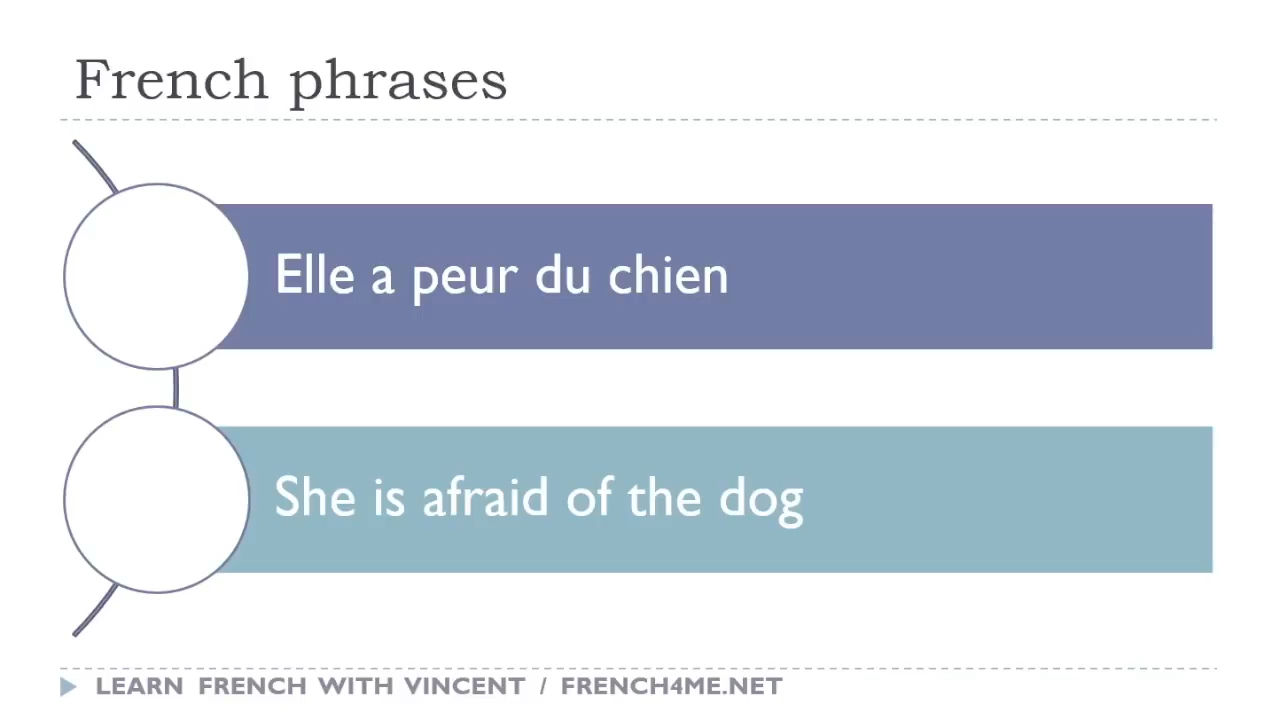 French phrases
Elle a peur du chien
She is afraid of the dog
LEARN FRENCH WITH VINCENT / FRENCH4ME.NET